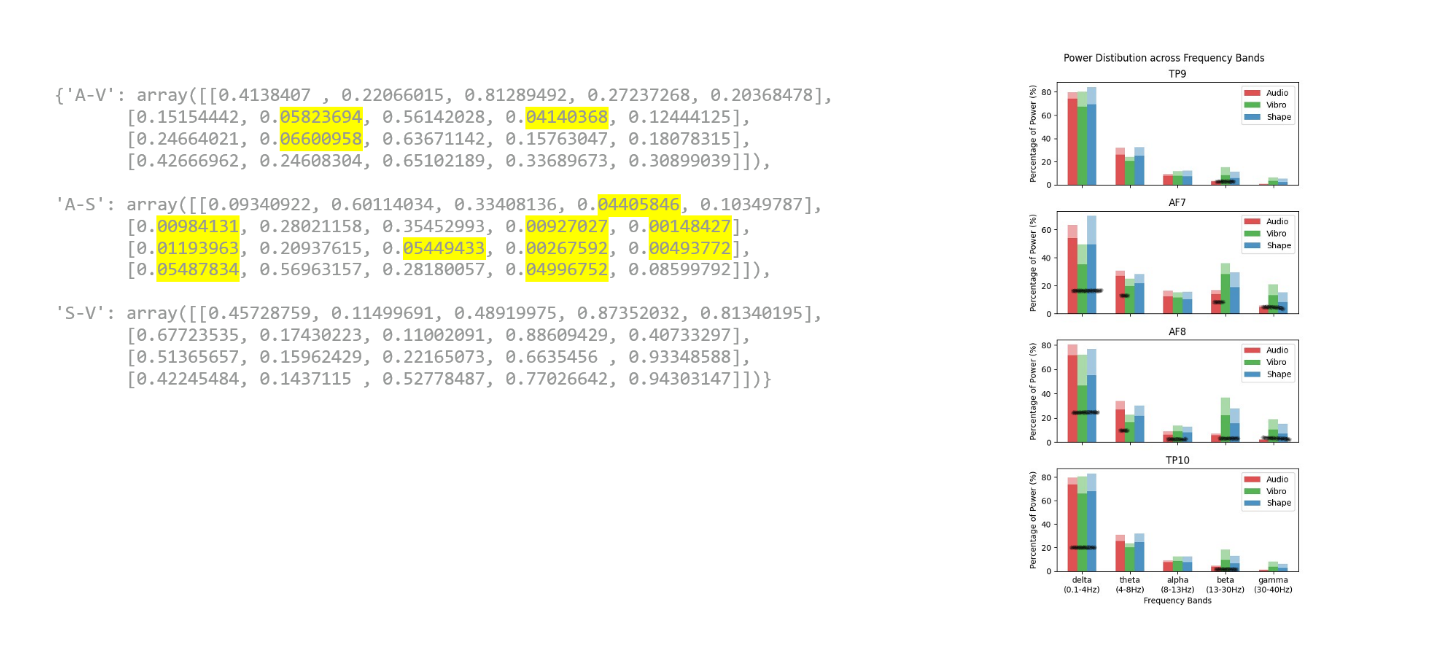 {'A-V': array([[0.4138407 , 0.22066015, 0.81289492, 0.27237268, 0.20368478],
[0.15154442, 0.05823694, 0.56142028, 0.04140368, 0.12444125],
[0.24664021, 0.06600958, 0.63671142, 0.15763047, 0.18078315],
[0.42666962, 0.24608304, 0.65102189, 0.33689673, 0.30899039]]),
'A-S': array([[0.09340922, 0.60114034, 0.33408136, 0.04405846, 0.10349787],
[0.00984131, 0.28021158, 0.35452993, 0.00927027, 0.00148427],
[0.01193963, 0.20937615, 0.05449433, 0.00267592, 0.00493772],
[0.05487834, 0.56963157, 0.28180057, 0.04996752, 0.08599792]]),
'S-V': array([[0.45728759, 0.11499691, 0.48919975, 0.87352032, 0.81340195],
[0.67723535, 0.17430223, 0.11002091, 0.88609429, 0.40733297],
[0.51365657, 0.15962429, 0.22165073, 0.6635456 , 0.93348588],
[0.42245484, 0.1437115 , 0.52778487, 0.77026642, 0.94303147]])}
Power Distibution across Frequency Bands
TP9
Percentage of Power (%)
80
60
40
20
0
Audio
Vibro
Shape
AF7
Percentage of Power (%)
60
40
20
0
Audio
Vibro
Shape
AF8
Percentage of Power (%)
80
60
40
20
0
Audio
Vibro
Shape
TP10
Percentage of Power (%)
80
60
40
20
0
Audio
Vibro
Shape
delta theta alpha beta gamma
(0.1-4Hz) (4-8Hz) (8-13Hz) (13-30Hz) (30-40Hz)
Frequency Bands